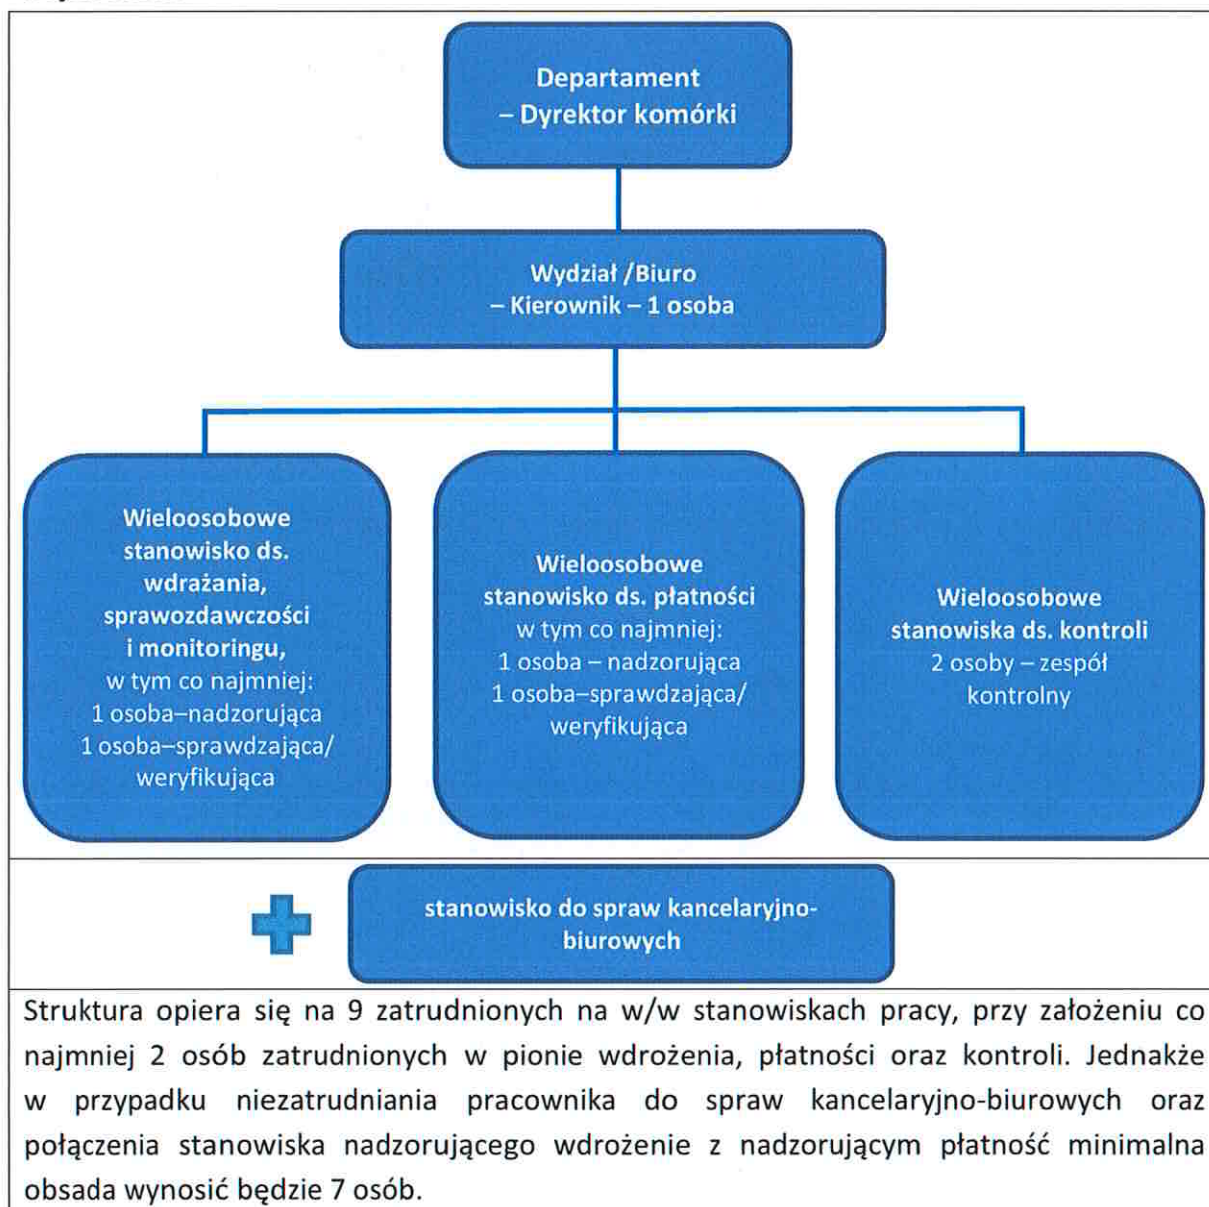 Departament
– Dyrektor komórki
Wydział /Biuro
– Kierownik – 1 osoba
Wieloosobowe
stanowisko ds.
wdrażania,
sprawozdawczości
i monitoringu,
w tym co najmniej:
1 osoba–nadzorująca
1 osoba–sprawdzająca/
weryfikująca
Wieloosobowe
stanowisko ds. płatności
w tym co najmniej:
1 osoba – nadzorująca
1 osoba–sprawdzająca/
weryfikująca
Wieloosobowe
stanowiska ds. kontroli
2 osoby – zespół
kontrolny
stanowisko do spraw kancelaryjno-
biurowych
Struktura opiera się na 9 zatrudnionych na w/w stanowiskach pracy, przy założeniu co
najmniej 2 osób zatrudnionych w pionie wdrożenia, płatności oraz kontroli. Jednakże
w przypadku niezatrudniania pracownika do spraw kancelaryjno-biurowych oraz
połączenia stanowiska nadzorującego wdrożenie z nadzorującym płatność minimalna
obsada wynosić będzie 7 osób.